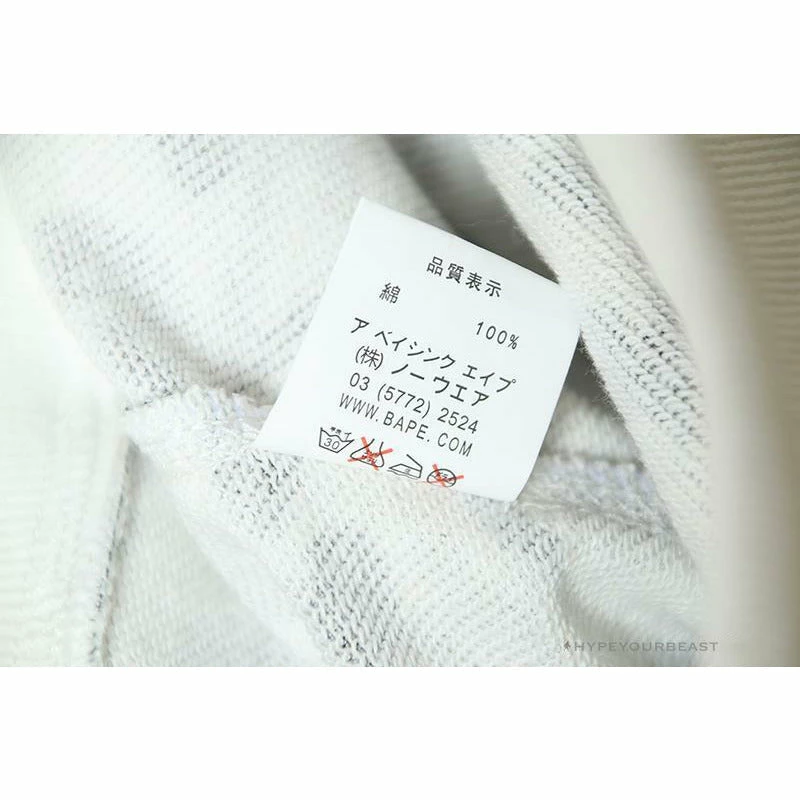 品質表示
綿 100%
ア ベイシンク エイプ
(株) ノーウエア
03 (5772) 2524
WWW.BAPE.COM
30
HYPEYOURBEAST